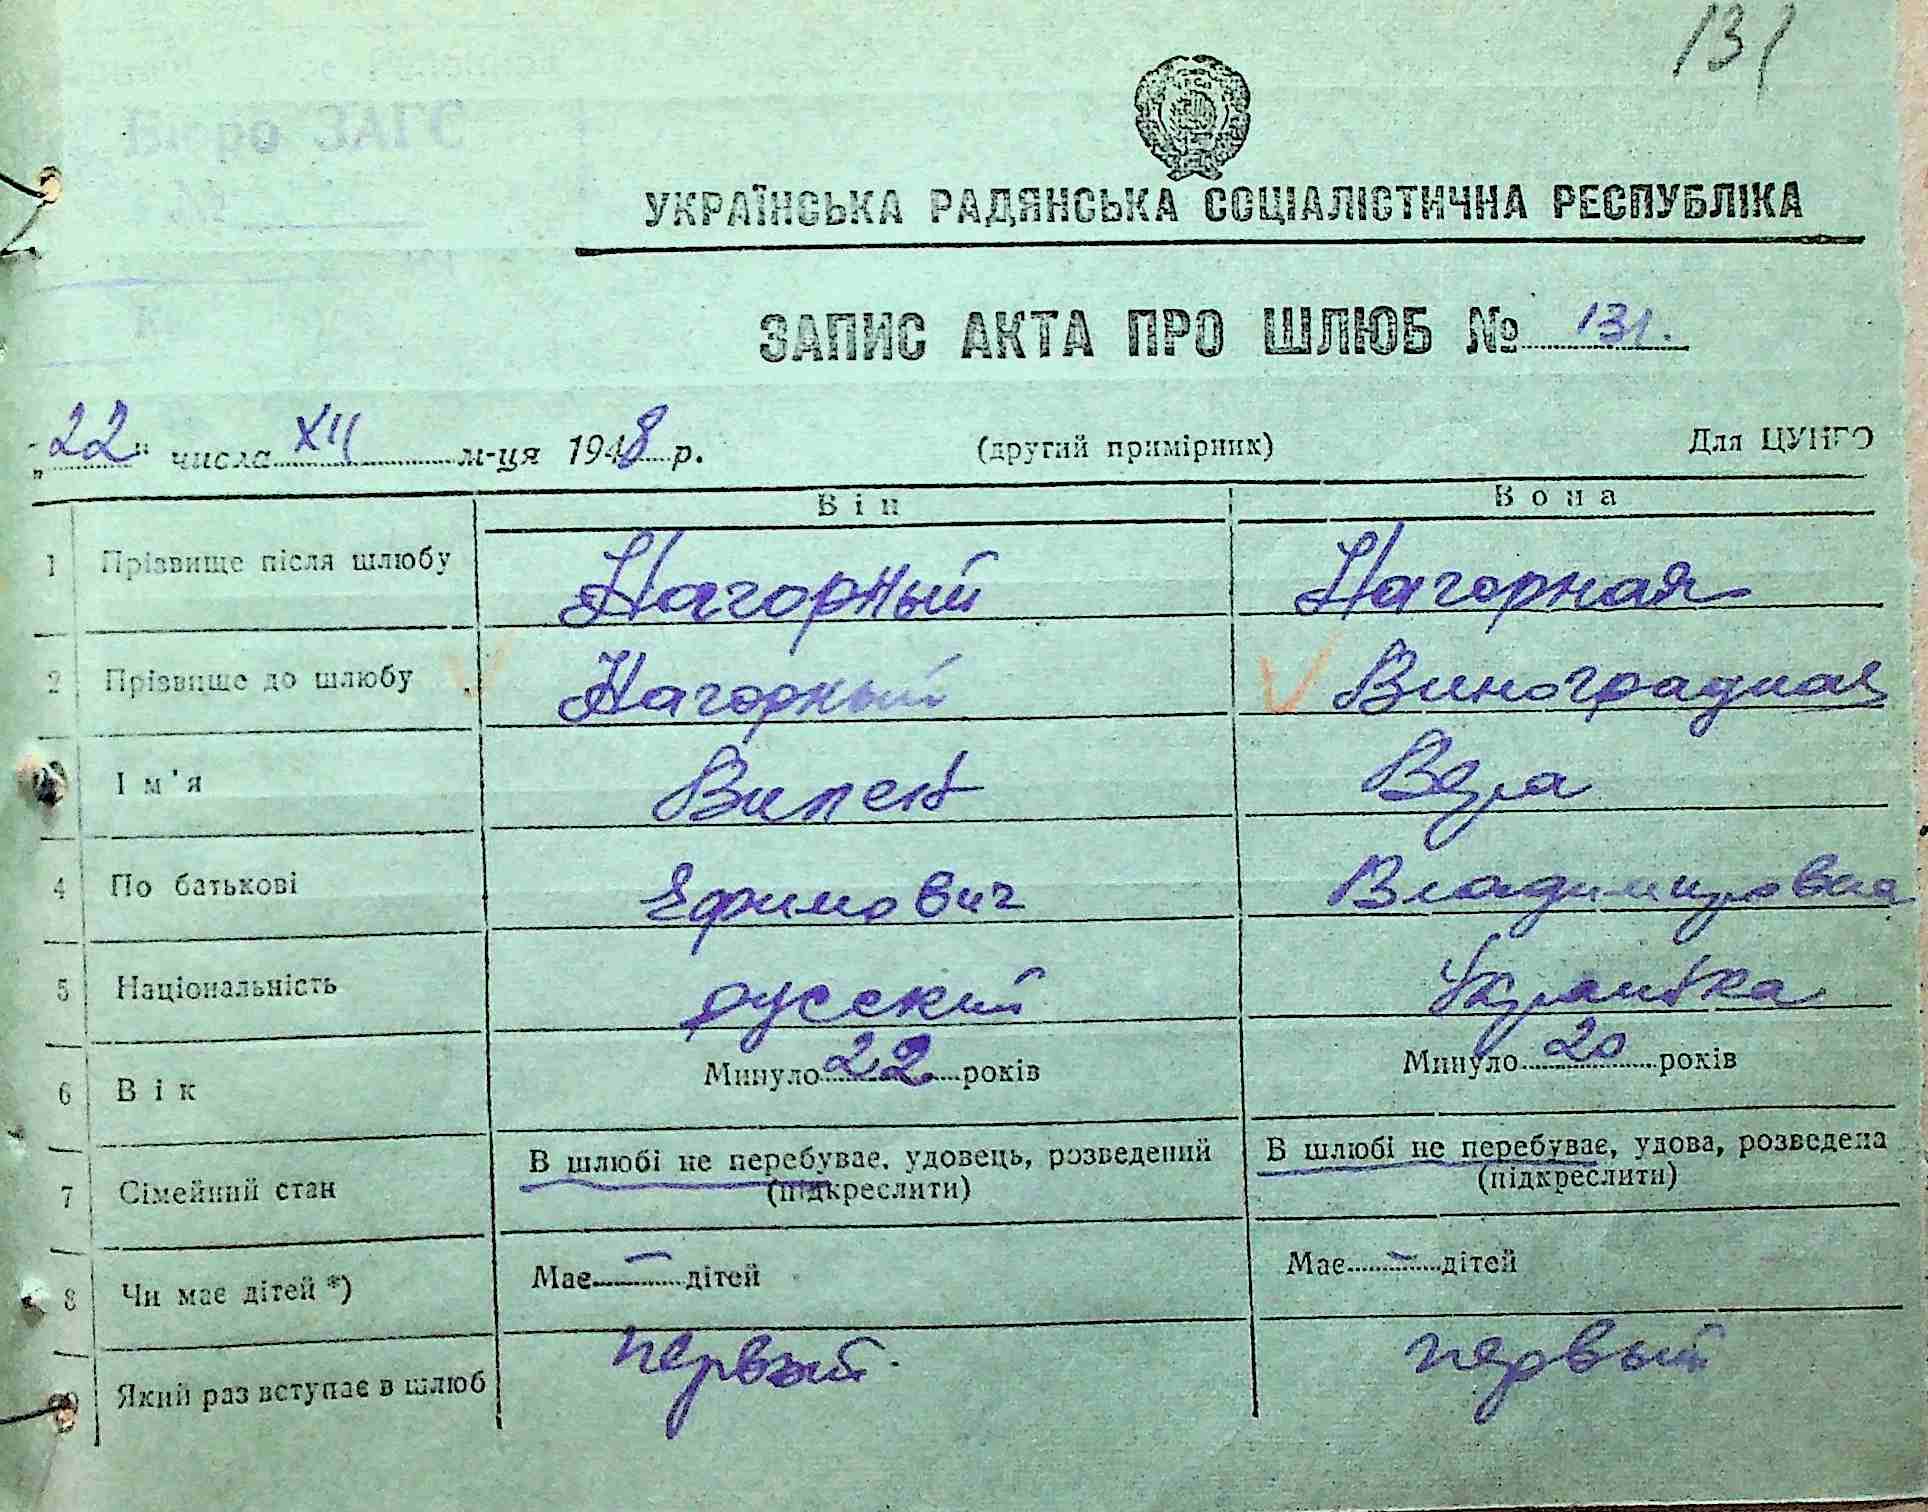 131
Бюро ЗАГС
№
УКРАЇНСЬКА РАДЯНСЬКА СОЦІАЛІСТИЧНА РЕСПУБЛІКА
ЗАПИС АКТА ПРО ШЛЮБ № 131.
„22" числа XII м-ця 1948 р. (другий примірник) Для ЦУНГО
Він Вона
1 Прізвище після шлюбу Нагорный Нагорная
2 Прізвище до шлюбу Нагорный Виноградная
Ім'я Вилен Вера
4 По батькові Ефимович Владимировна
5 Національність русский Украинка
6 Вік Минуло 22 років Минуло 20 років
7 Сімейний стан В шлюбі не перебуває, удовець, розведений (підкреслити) В шлюбі не перебуває, удова, розведена (підкреслити)
8 Чи має дітей *) Має — дітей Має — дітей
Який раз вступає в шлюб первый первый